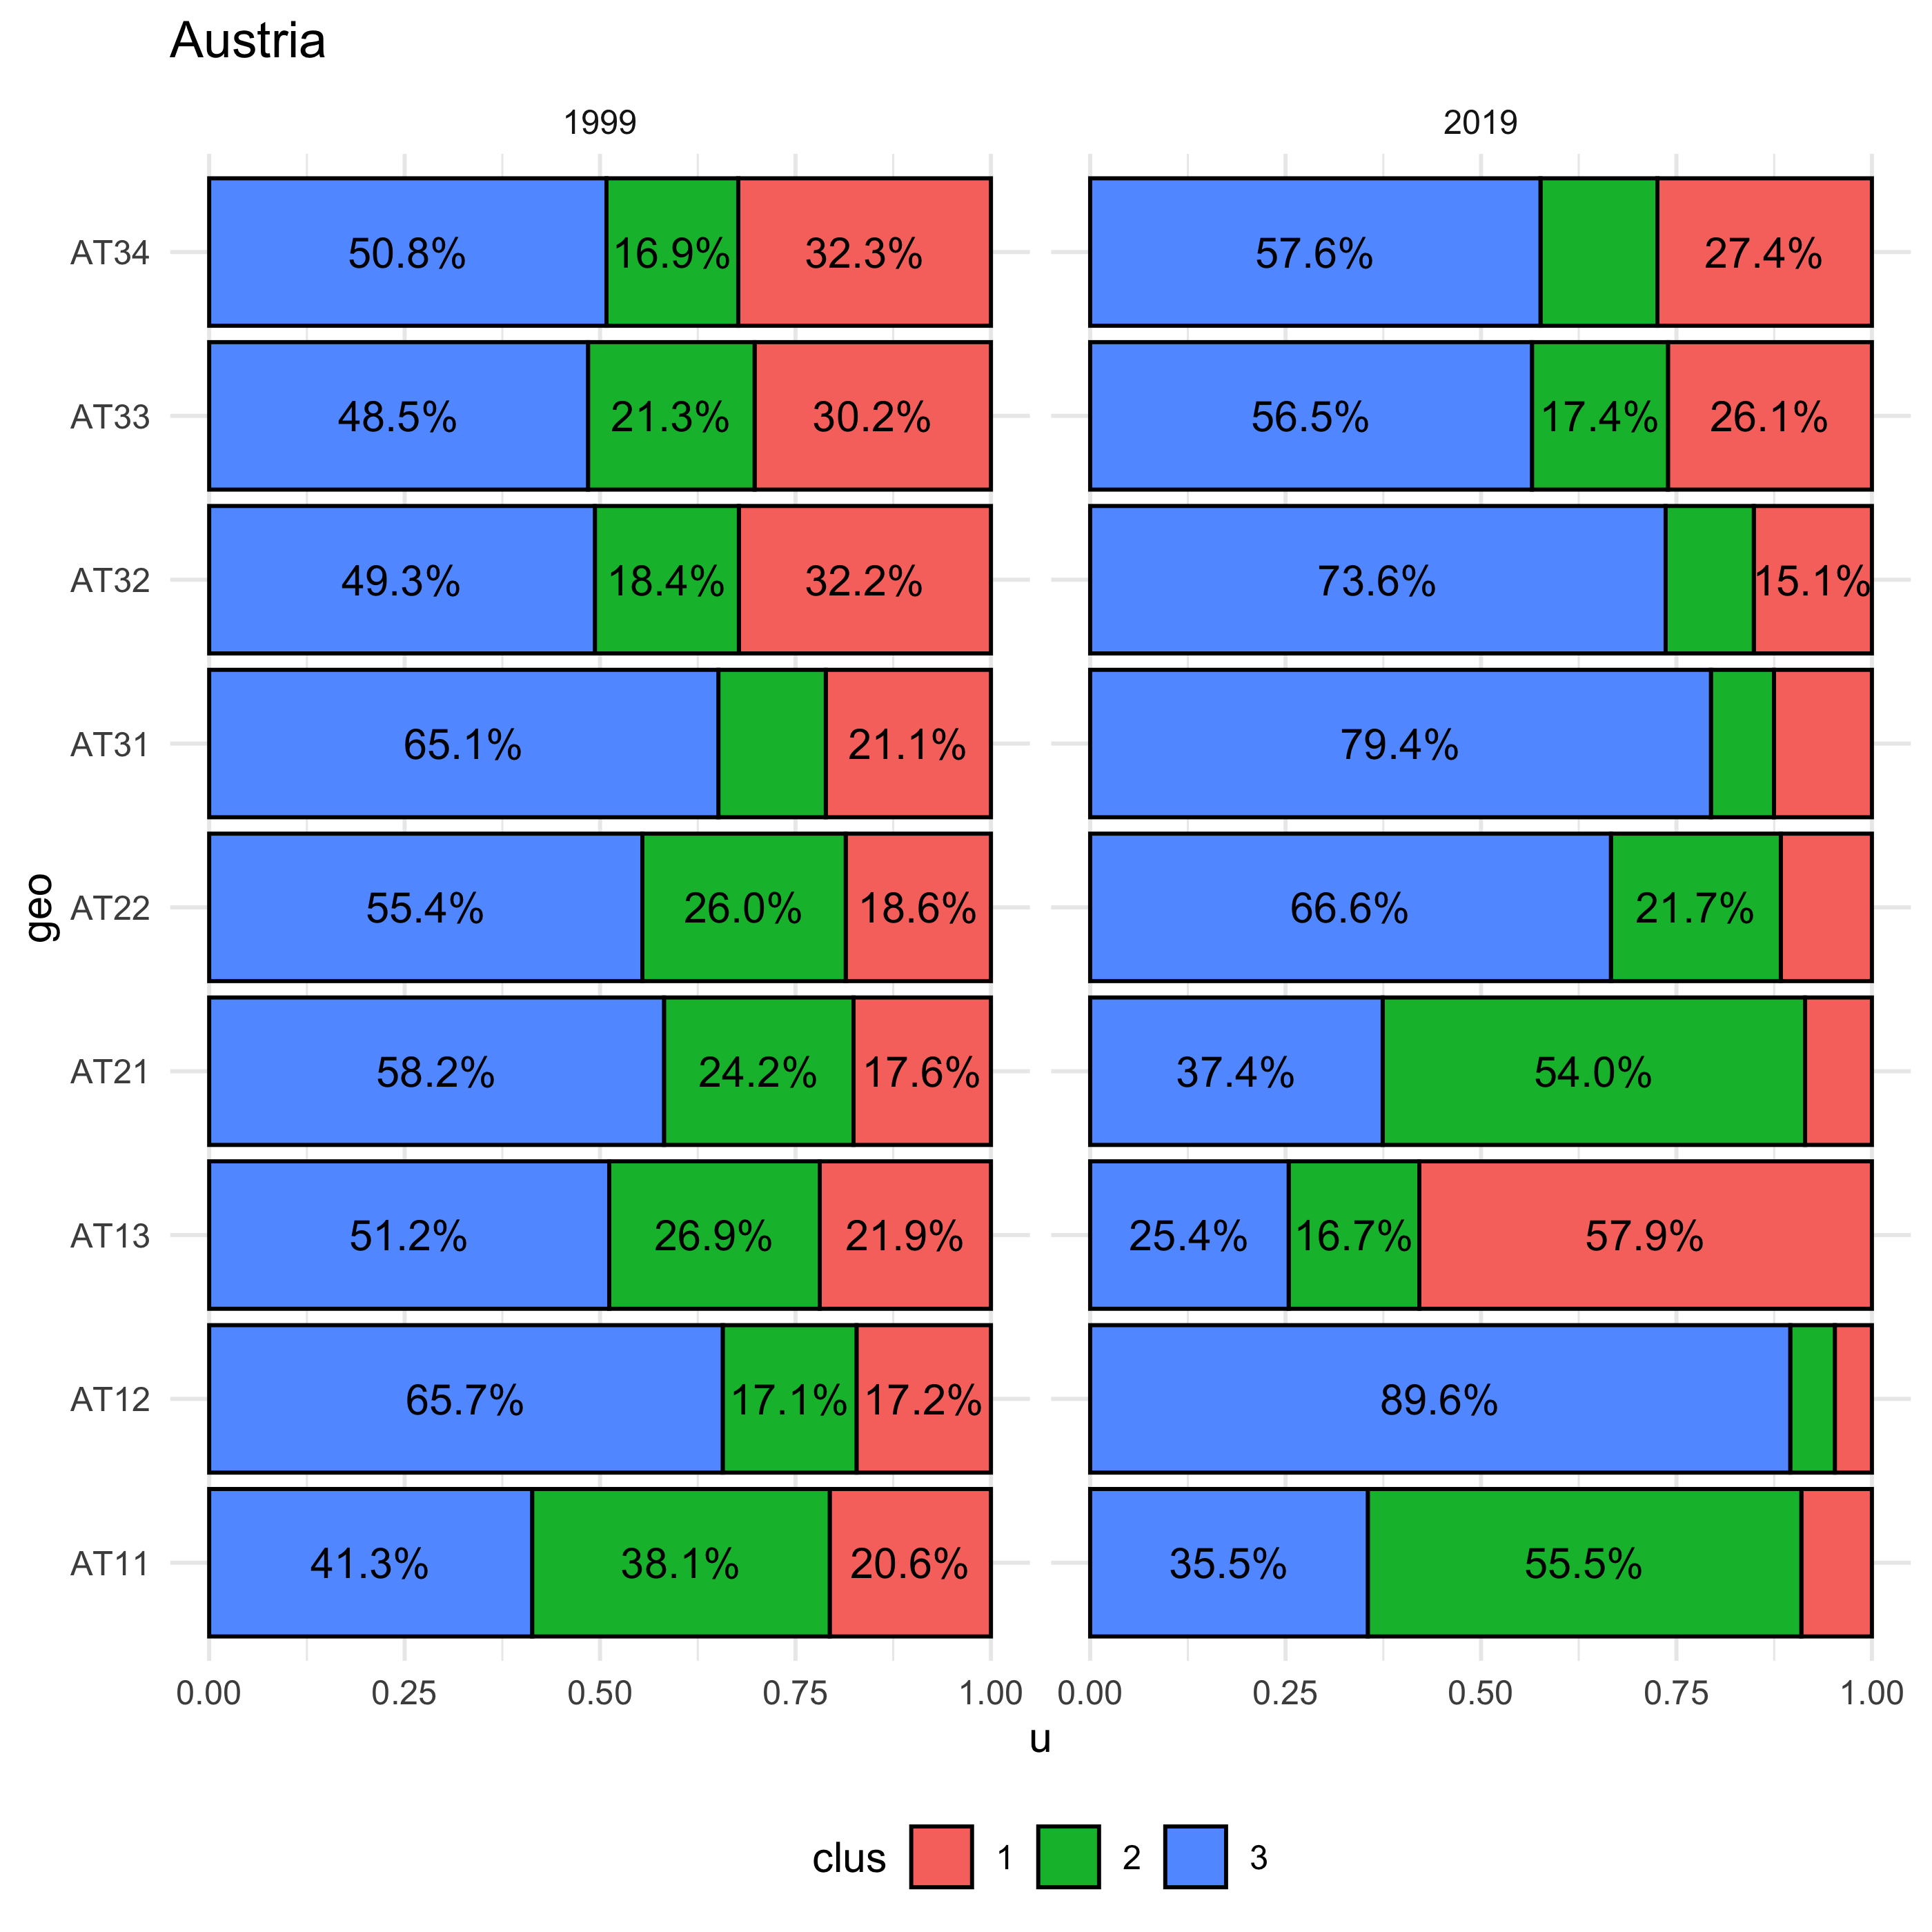 Austria
1999 2019
AT34 50.8% 16.9% 32.3% 57.6% 27.4%
AT33 48.5% 21.3% 30.2% 56.5% 17.4% 26.1%
AT32 49.3% 18.4% 32.2% 73.6% 15.1%
AT31 65.1% 21.1% 79.4%
AT22 55.4% 26.0% 18.6% 66.6% 21.7%
geo
AT21 58.2% 24.2% 17.6% 37.4% 54.0%
AT13 51.2% 26.9% 21.9% 25.4% 16.7% 57.9%
AT12 65.7% 17.1% 17.2% 89.6%
AT11 41.3% 38.1% 20.6% 35.5% 55.5%
0.00 0.25 0.50 0.75 1.00 0.00 0.25 0.50 0.75 1.00
u
clus 1 2 3